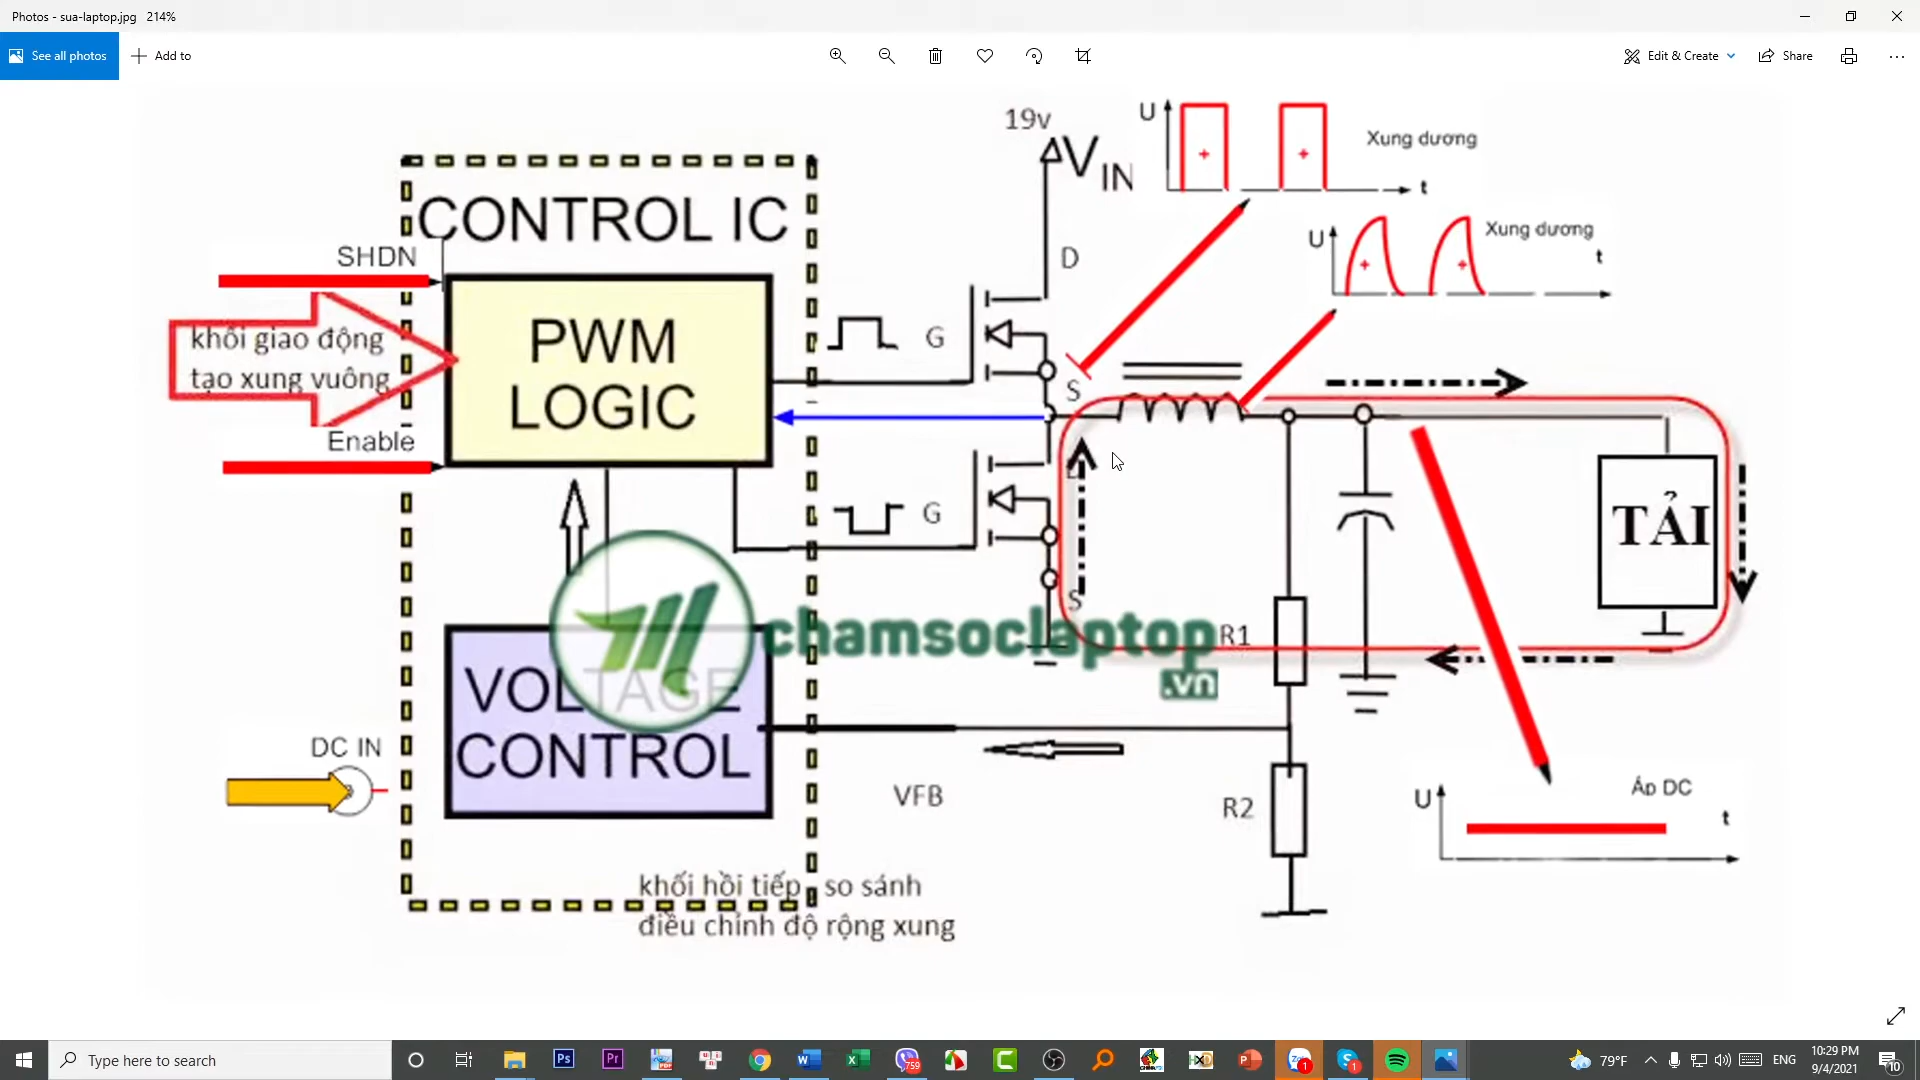 Photos - sua-laptop.jpg 214%
See all photos
Add to
Edit & Create
Share
19v
VIN
U
Xung dương
t
CONTROL IC
U
Xung dương
t
SHDN
D
PWM
LOGIC
G
khối giao động
tạo xung vuông
S
Enable
G
TẢI
S
chamsoclaptop
.vn
R1
VOLTAGE
CONTROL
DC IN
VFB
R2
U
Áp DC
t
khối hồi tiếp so sánh
điều chỉnh độ rộng xung
Type here to search
79°F
ENG
10:29 PM
9/4/2021